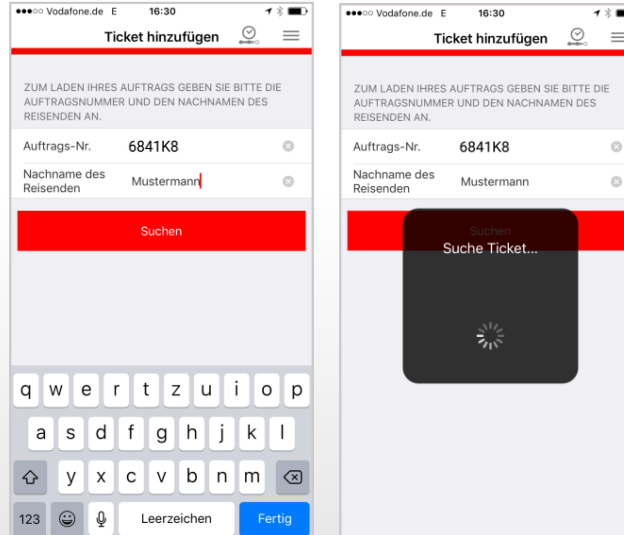 Vodafone.de E 16:30
Ticket hinzufügen
ZUM LADEN IHRES AUFTRAGS GEBEN SIE BITTE DIE
AUFTRAGSNUMMER UND DEN NACHNAMEN DES
REISENDEN AN.
Auftrags-Nr. 6841K8
Nachname des
Reisenden Mustermann
Suchen
q w e r t z u i o p
a s d f g h j k l
y x c v b n m
123 Leerzeichen Fertig
Vodafone.de E 16:30
Ticket hinzufügen
ZUM LADEN IHRES AUFTRAGS GEBEN SIE BITTE DIE
AUFTRAGSNUMMER UND DEN NACHNAMEN DES
REISENDEN AN.
Auftrags-Nr. 6841K8
Nachname des
Reisenden Mustermann
Suchen
Suche Ticket...